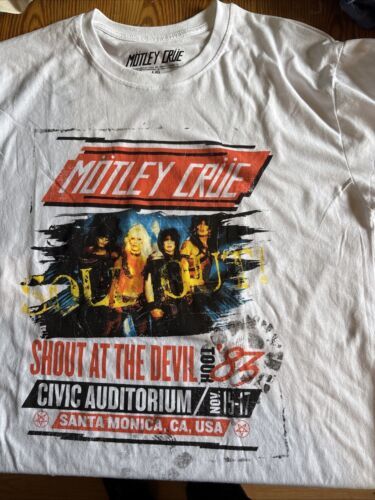 MÖTLEY CRÜE
MÖTLEY CRÜE
SOLD OUT!
SHOUT AT THE DEVIL
TOUR '83
CIVIC AUDITORIUM / NOV. 15-17
SANTA MONICA, CA, USA